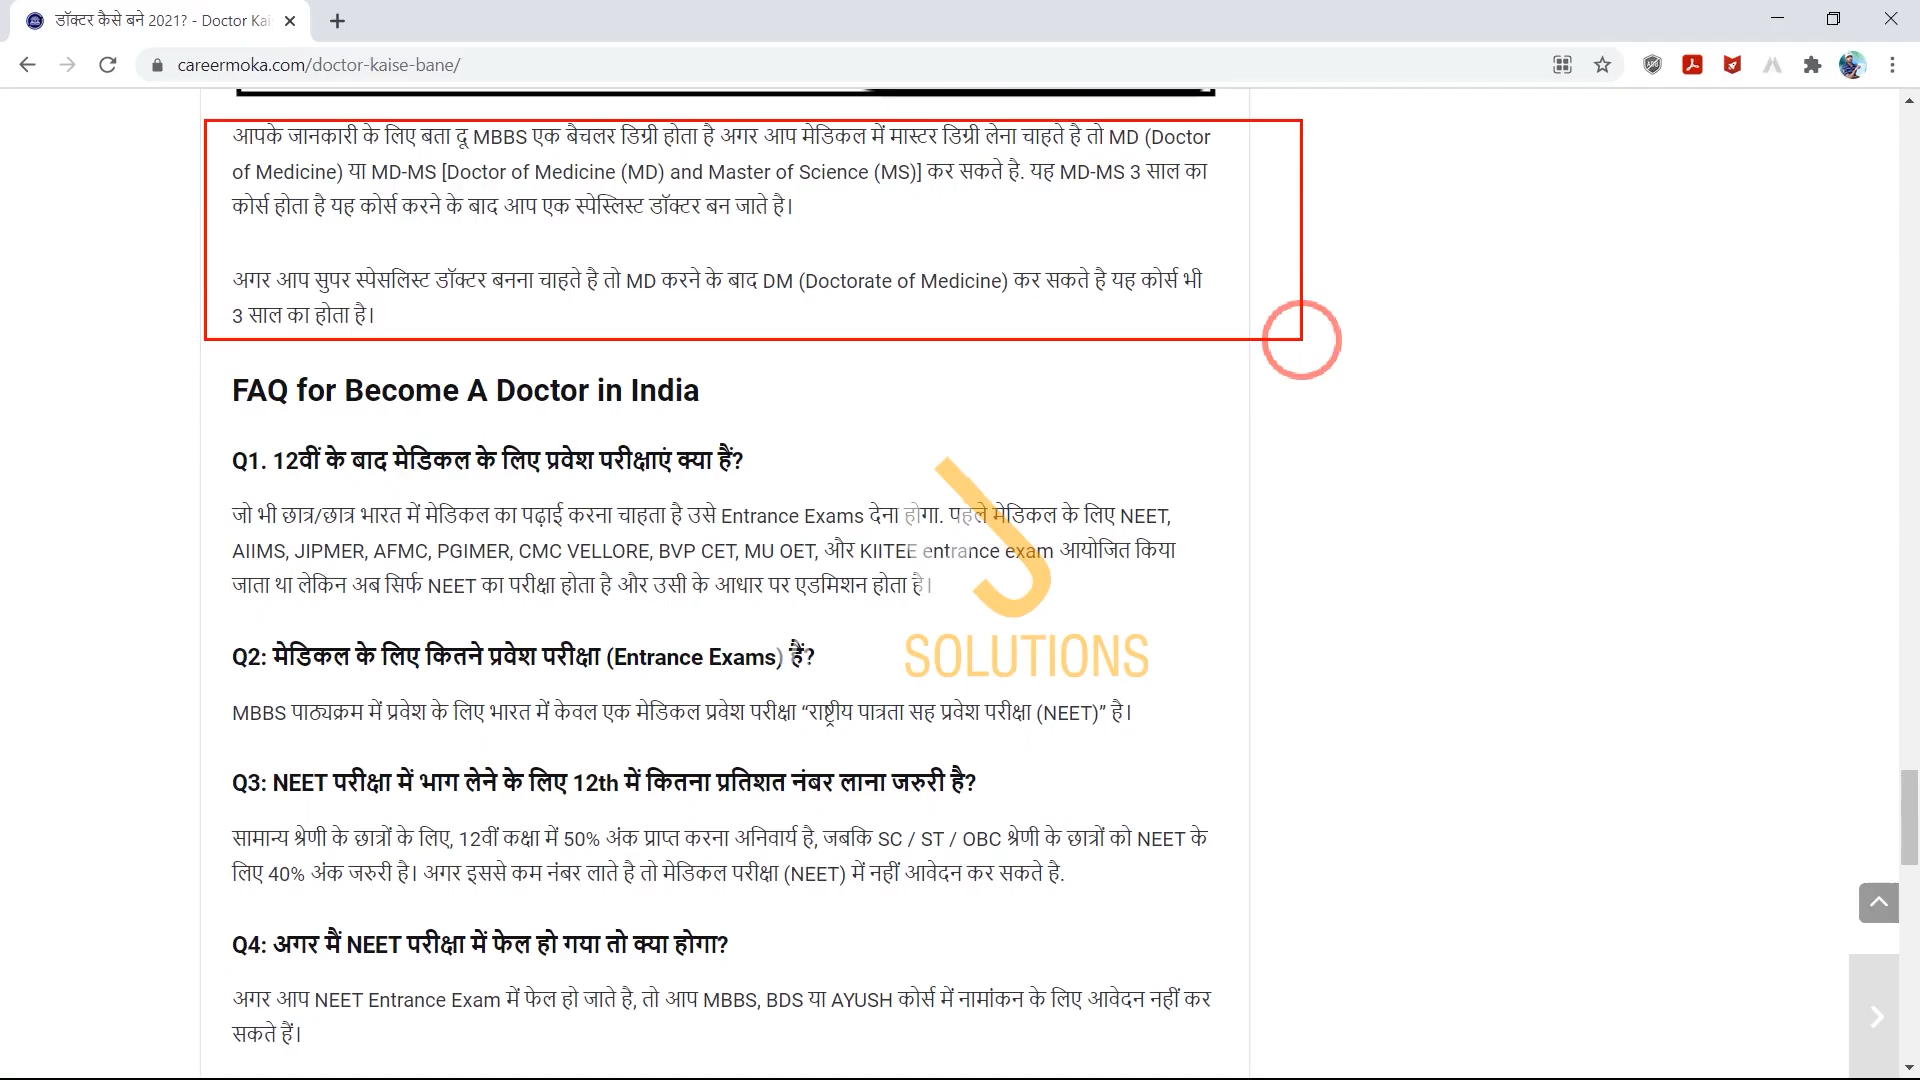 डॉक्टर कैसे बने 2021? - Doctor Kai
careermoka.com/doctor-kaise-bane/
आपके जानकारी के लिए बता दू MBBS एक बैचलर डिग्री होता है अगर आप मेडिकल में मास्टर डिग्री लेना चाहते है तो MD (Doctor
of Medicine) या MD-MS [Doctor of Medicine (MD) and Master of Science (MS)] कर सकते है. यह MD-MS 3 साल का
कोर्स होता है यह कोर्स करने के बाद आप एक स्पेस्लिस्ट डॉक्टर बन जाते है।
अगर आप सुपर स्पेसलिस्ट डॉक्टर बनना चाहते है तो MD करने के बाद DM (Doctorate of Medicine) कर सकते है यह कोर्स भी
3 साल का होता है।
FAQ for Become A Doctor in India
Q1. 12वीं के बाद मेडिकल के लिए प्रवेश परीक्षाएं क्या हैं?
जो भी छात्र/छात्र भारत में मेडिकल का पढ़ाई करना चाहता है उसे Entrance Exams देना होगा. पहले मेडिकल के लिए NEET,
AIIMS, JIPMER, AFMC, PGIMER, CMC VELLORE, BVP CET, MU OET, और KIITEE entrance exam आयोजित किया
जाता था लेकिन अब सिर्फ NEET का परीक्षा होता है और उसी के आधार पर एडमिशन होता है।
J
SOLUTIONS
Q2: मेडिकल के लिए कितने प्रवेश परीक्षा (Entrance Exams) हैं?
MBBS पाठ्यक्रम में प्रवेश के लिए भारत में केवल एक मेडिकल प्रवेश परीक्षा “राष्ट्रीय पात्रता सह प्रवेश परीक्षा (NEET)” है।
Q3: NEET परीक्षा में भाग लेने के लिए 12th में कितना प्रतिशत नंबर लाना जरुरी है?
सामान्य श्रेणी के छात्रों के लिए, 12वीं कक्षा में 50% अंक प्राप्त करना अनिवार्य है, जबकि SC / ST / OBC श्रेणी के छात्रों को NEET के
लिए 40% अंक जरुरी है। अगर इससे कम नंबर लाते है तो मेडिकल परीक्षा (NEET) में नहीं आवेदन कर सकते है.
Q4: अगर मैं NEET परीक्षा में फेल हो गया तो क्या होगा?
अगर आप NEET Entrance Exam में फेल हो जाते है, तो आप MBBS, BDS या AYUSH कोर्स में नामांकन के लिए आवेदन नहीं कर
सकते हैं।